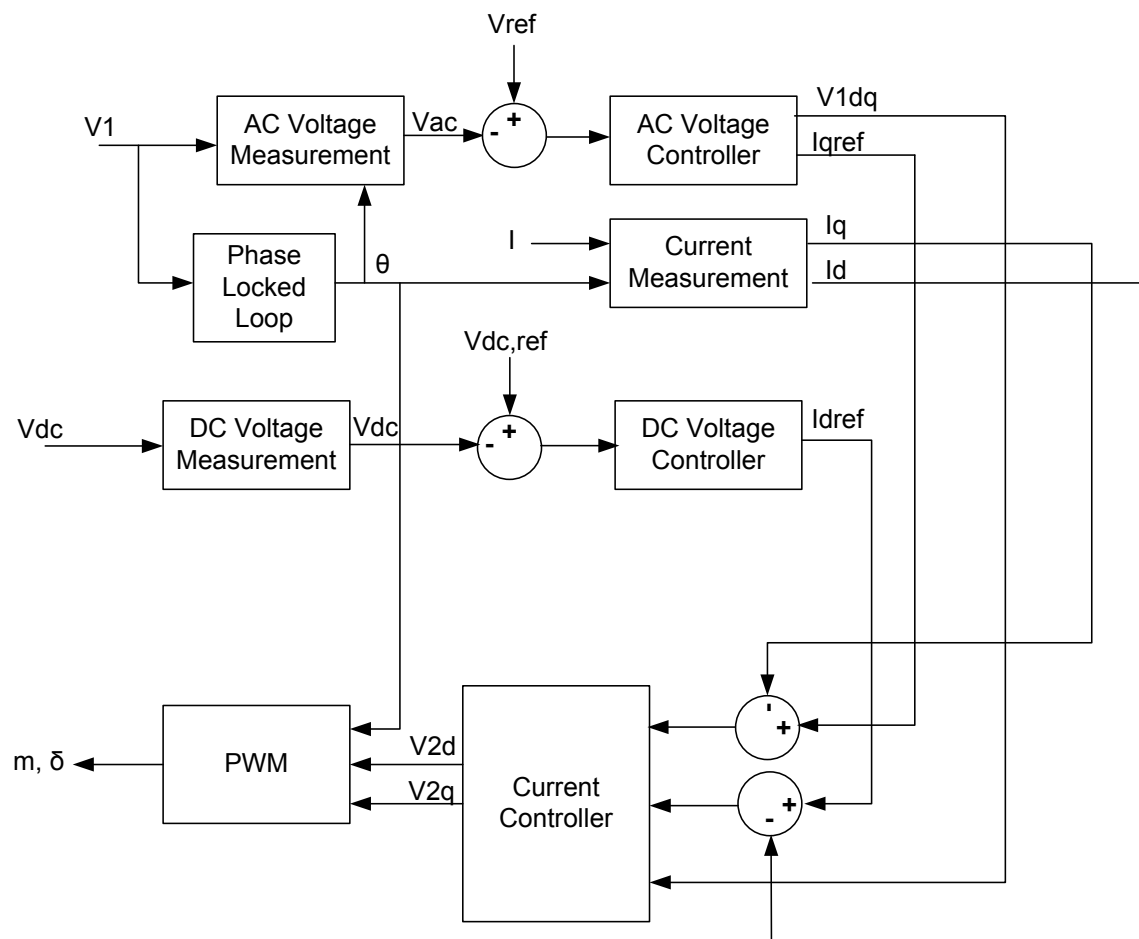 Vref
V1
AC Voltage
Measurement
Vac
-
+
AC Voltage
Controller
V1dq
Iqref
Phase
Locked
Loop
θ
I
Current
Measurement
Iq
Id
Vdc,ref
Vdc
DC Voltage
Measurement
Vdc
-
+
DC Voltage
Controller
Idref
m, δ
PWM
V2d
V2q
Current
Controller
-
+
+
-